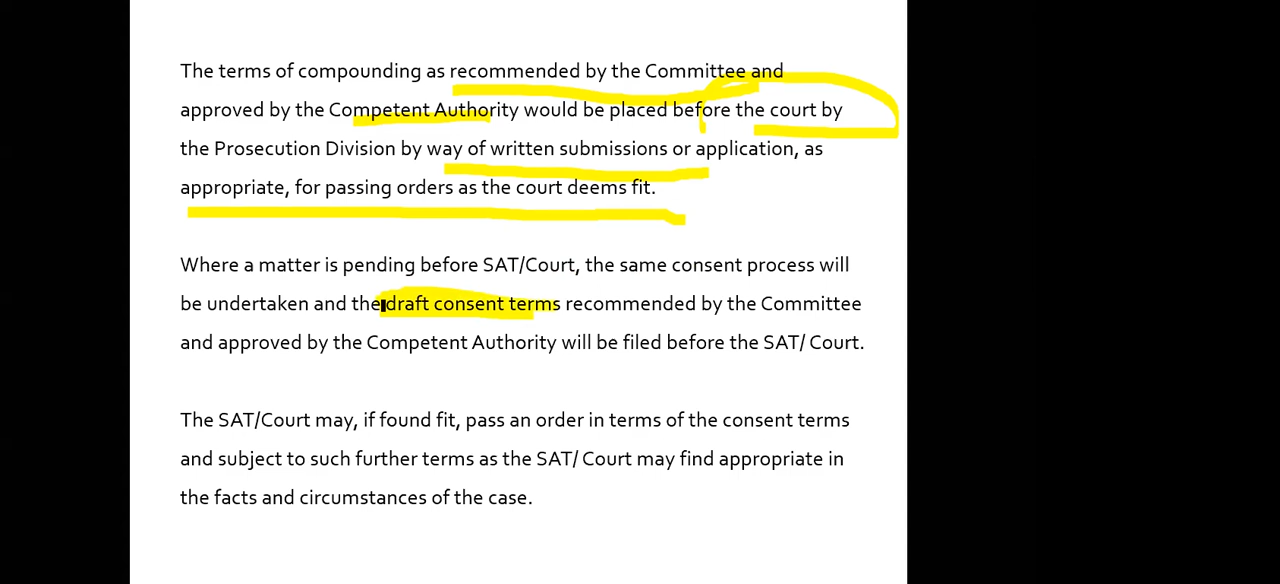 The terms of compounding as recommended by the Committee and
approved by the Competent Authority would be placed before the court by
the Prosecution Division by way of written submissions or application, as
appropriate, for passing orders as the court deems fit.
Where a matter is pending before SAT/Court, the same consent process will
be undertaken and the draft consent terms recommended by the Committee
and approved by the Competent Authority will be filed before the SAT/ Court.
The SAT/Court may, if found fit, pass an order in terms of the consent terms
and subject to such further terms as the SAT/ Court may find appropriate in
the facts and circumstances of the case.